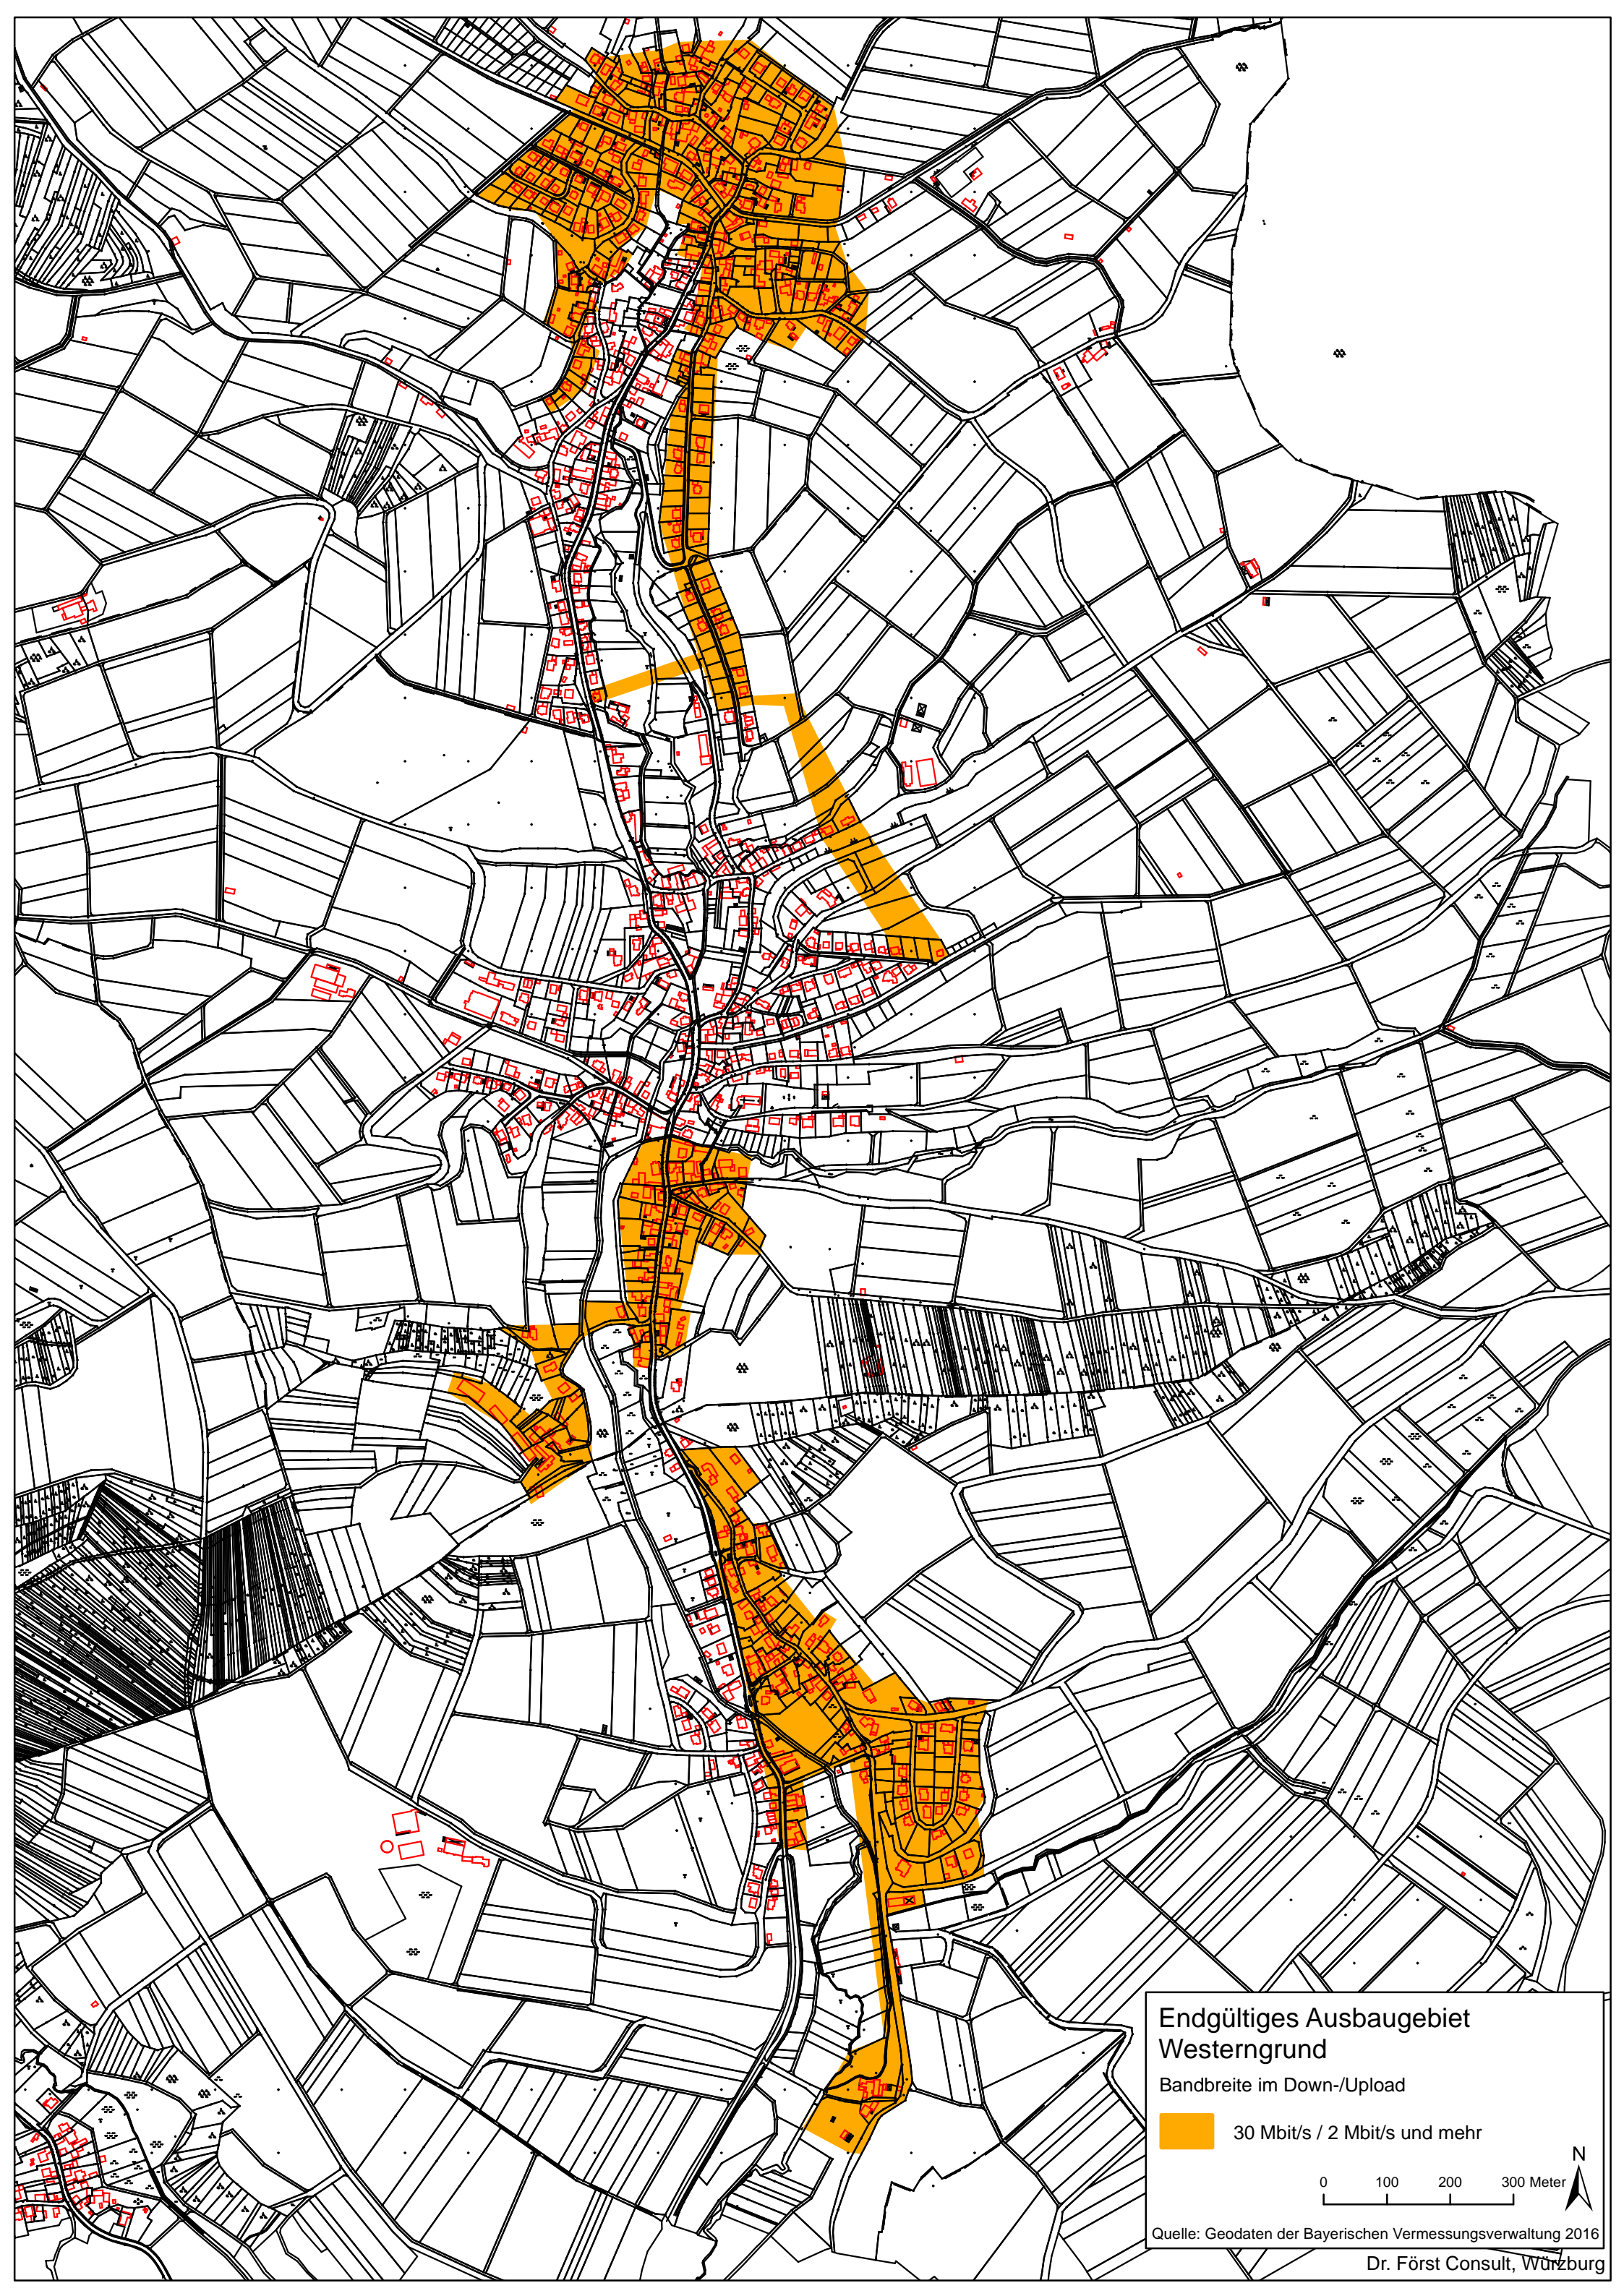 Endgültiges Ausbaugebiet
Westerngrund
Bandbreite im Down-/Upload
30 Mbit/s / 2 Mbit/s und mehr
N
0 100 200 300 Meter
Quelle: Geodaten der Bayerischen Vermessungsverwaltung 2016
Dr. Först Consult, Würzburg